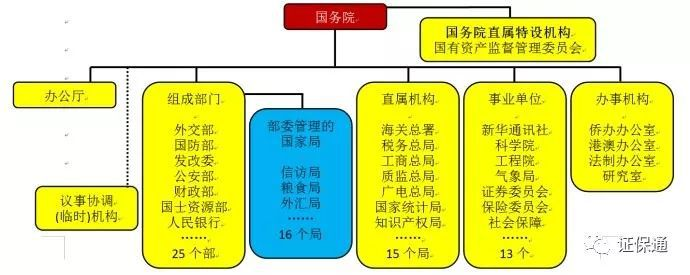 国务院
国务院直属特设机构
国有资产监督管理委员会
办公厅
议事协调
(临时)机构
组成部门
外交部
国防部
发改委
公安部
财政部
国土资源部
人民银行
……
25个部
部委管理的
国家局
信访局
粮食局
外汇局
……
16个局
直属机构
海关总署
税务总局
工商总局
质监总局
广电总局
国家统计局
知识产权局
……
15个局
事业单位
新华通讯社
科学院
工程院
气象局
证券委员会
保险委员会
社会保障
……
13个
办事机构
侨办办公室
港澳办公室
法制办公室
研究室
证保通